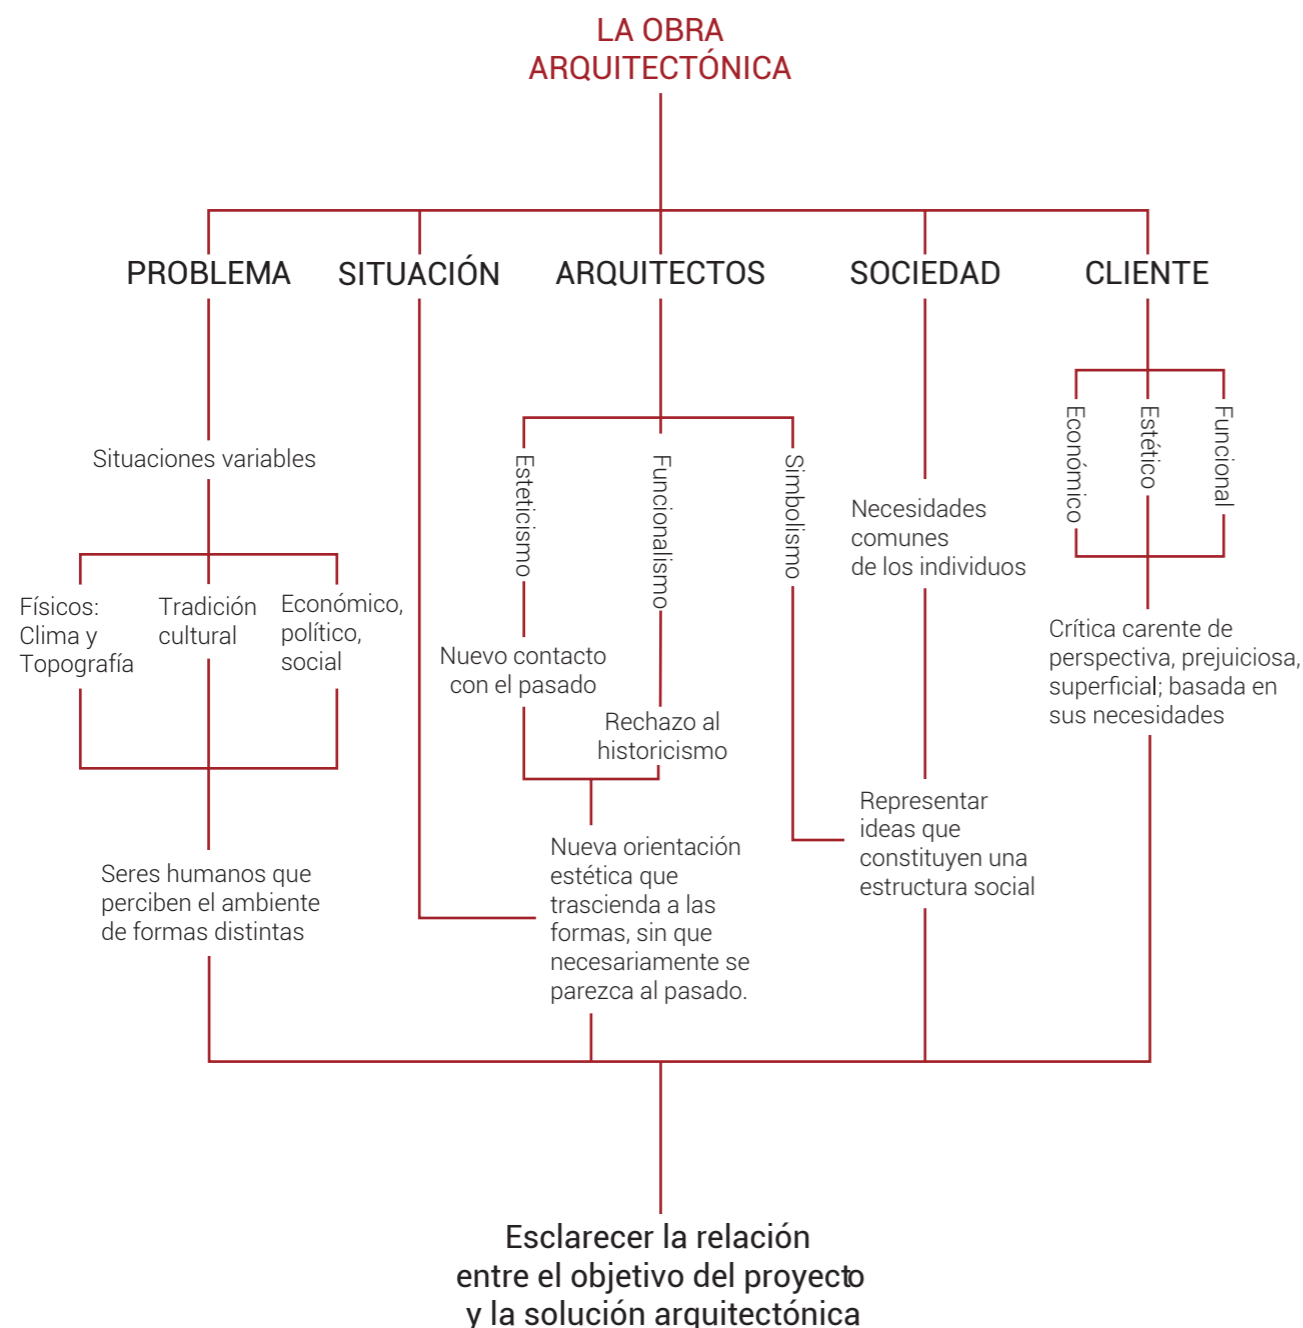 LA OBRA
ARQUITECTÓNICA
PROBLEMA
SITUACIÓN
ARQUITECTOS
SOCIEDAD
CLIENTE
Situaciones variables
Físicos:
Clima y
Topografía
Tradición
cultural
Económico,
político,
social
Seres humanos que
perciben el ambiente
de formas distintas
Esteticismo
Funcionalismo
Simbolismo
Nuevo contacto
con el pasado
Rechazo al
historicismo
Nueva orientación
estética que
trascienda a las
formas, sin que
necesariamente se
parezca al pasado.
Necesidades
comunes
de los individuos
Representar
ideas que
constituyen una
estructura social
Económico
Estético
Funcional
Crítica carente de
perspectiva, prejuiciosa,
superficial; basada en
sus necesidades
Esclarecer la relación
entre el objetivo del proyecto
y la solución arquitectónica